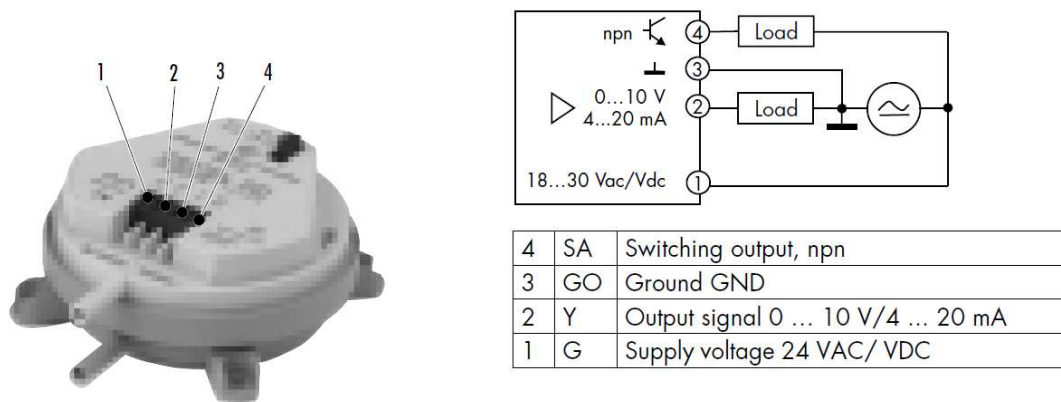 1 2 3 4
npn 4 Load
3
0...10 V
4...20 mA
2 Load
18...30 Vac/Vdc 1
4 SA Switching output, npn
3 GO Ground GND
2 Y Output signal 0 ... 10 V/4 ... 20 mA
1 G Supply voltage 24 VAC/ VDC